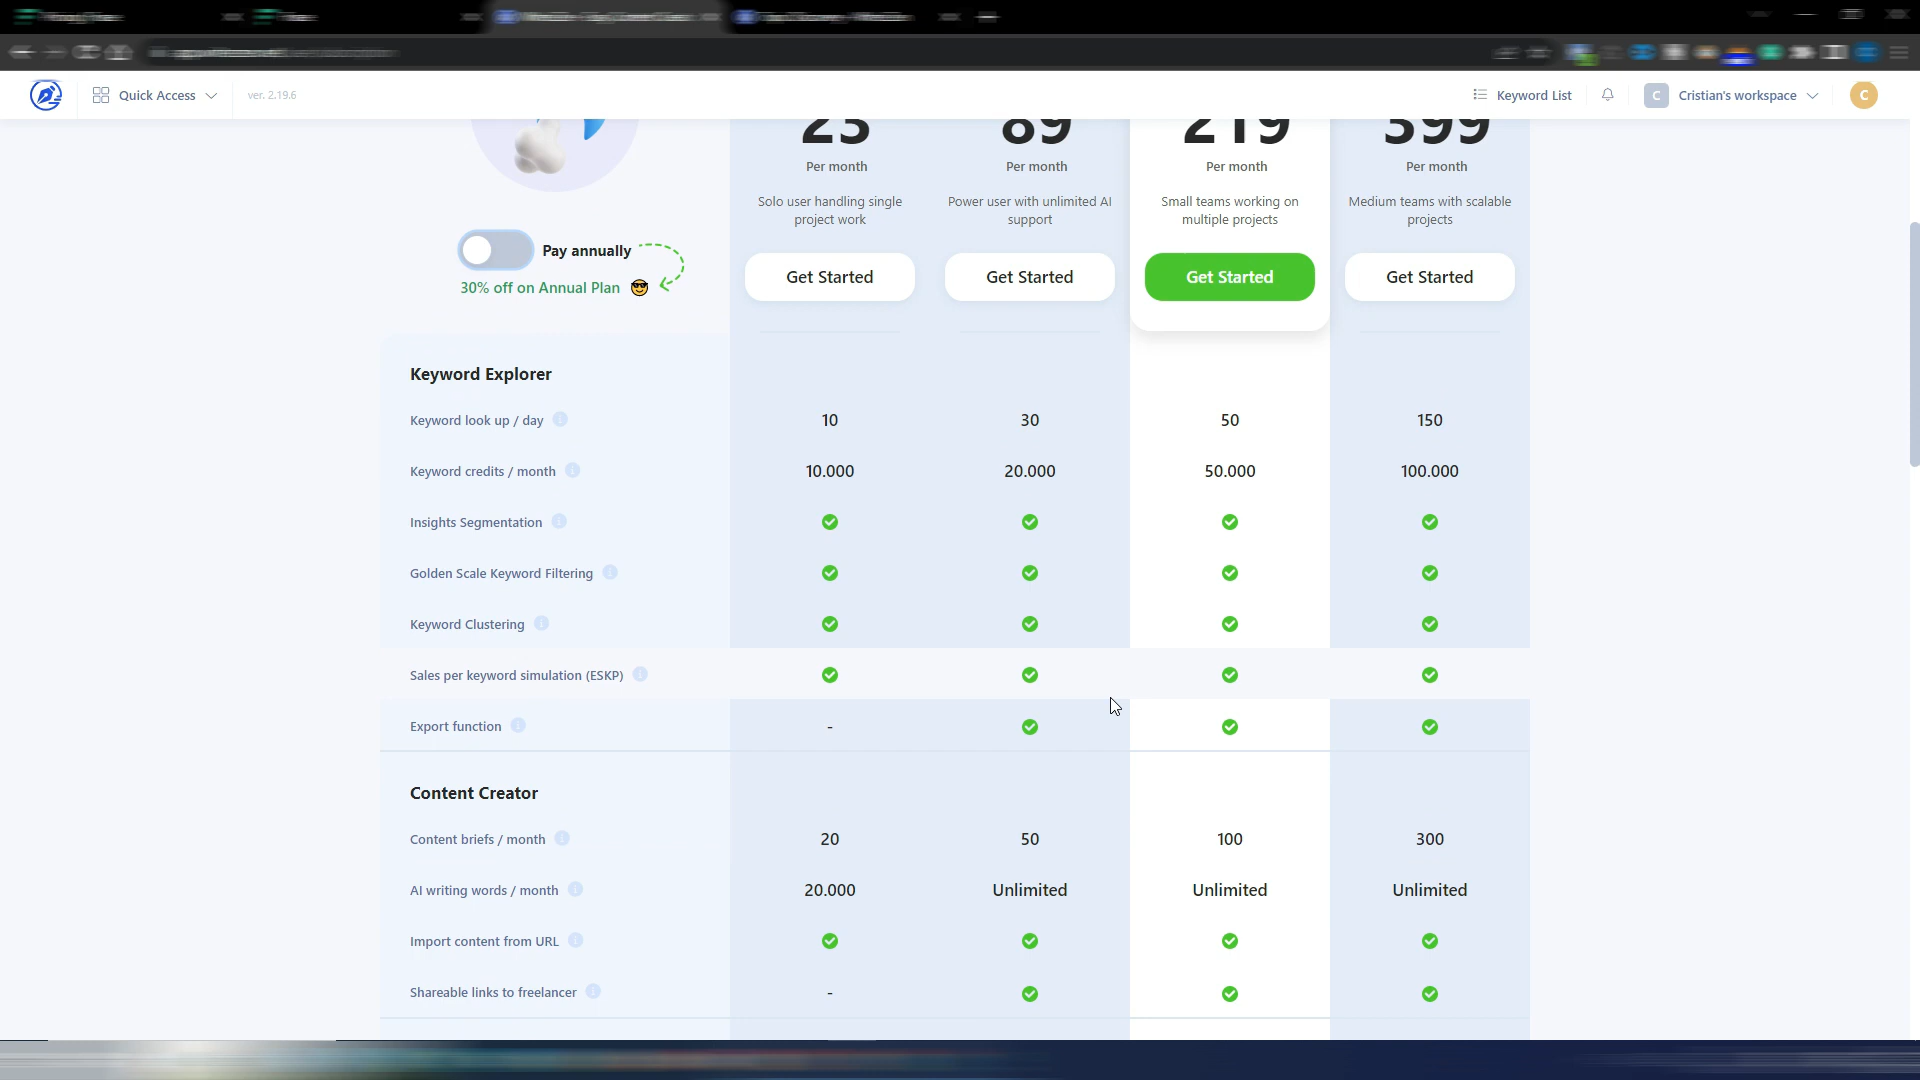 Quick Access
ver. 2.19.6
Keyword List
C
Cristian's workspace
C
23
89
219
399
Per month
Per month
Per month
Per month
Solo user handling single
project work
Power user with unlimited AI
support
Small teams working on
multiple projects
Medium teams with scalable
projects
Pay annually
30% off on Annual Plan
Get Started
Get Started
Get Started
Get Started
Keyword Explorer
Keyword look up / day
10
30
50
150
Keyword credits / month
10.000
20.000
50.000
100.000
Insights Segmentation
Golden Scale Keyword Filtering
Keyword Clustering
Sales per keyword simulation (ESKP)
Export function
-
Content Creator
Content briefs / month
20
50
100
300
AI writing words / month
20.000
Unlimited
Unlimited
Unlimited
Import content from URL
Shareable links to freelancer
-